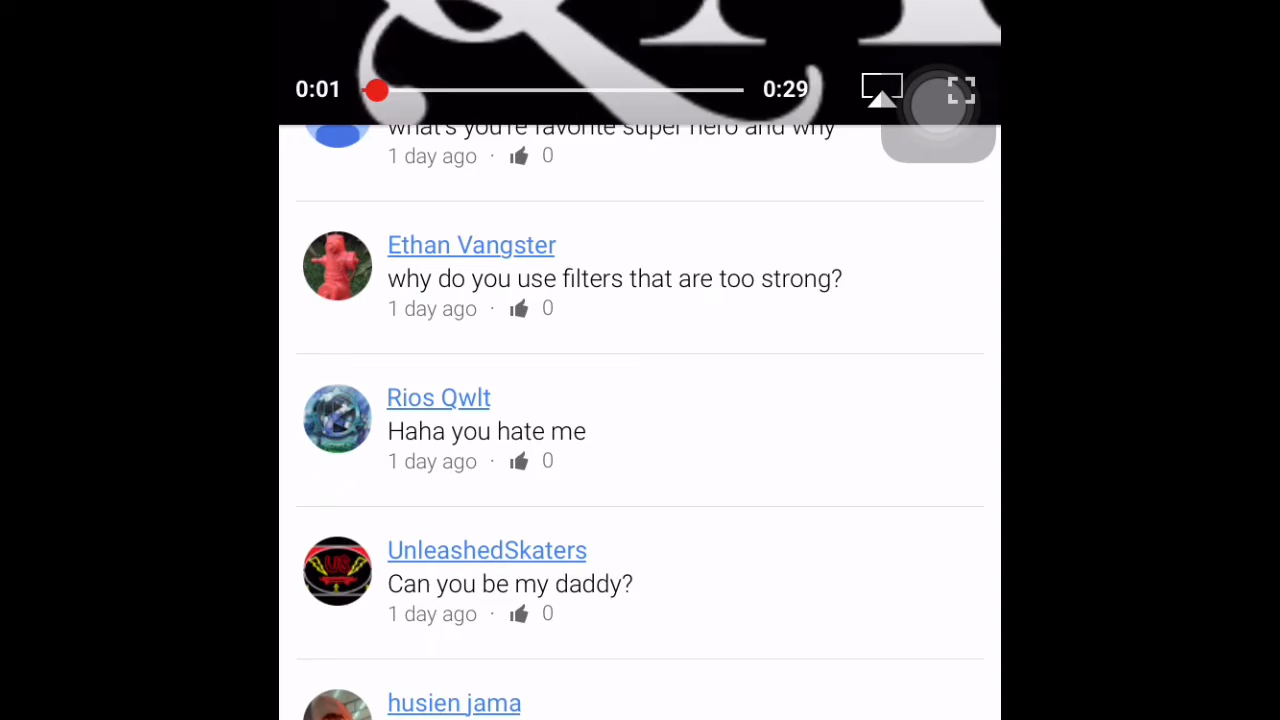 0:01
0:29
what's you're favorite super hero and why
1 day ago · 0
Ethan Vangster
why do you use filters that are too strong?
1 day ago · 0
Rios Qwlt
Haha you hate me
1 day ago · 0
UnleashedSkaters
Can you be my daddy?
1 day ago · 0
husien jama